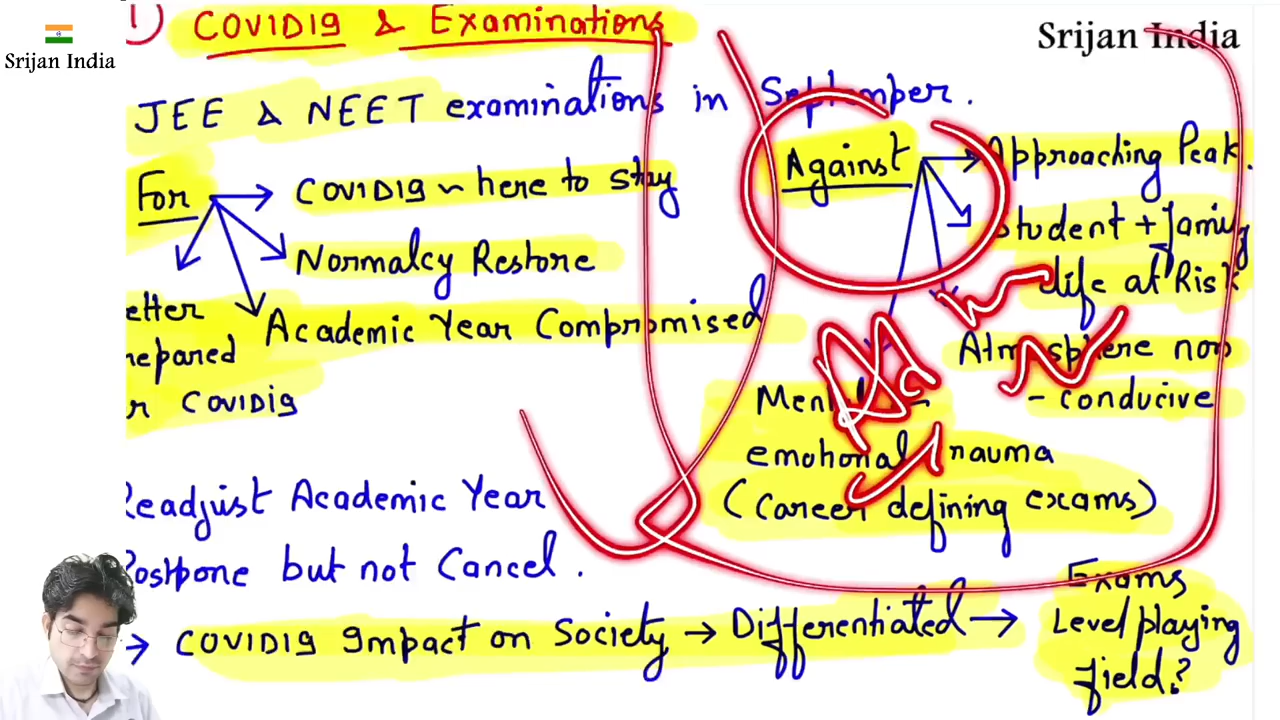 Srijan India
1) COVID19 & Examinations
Srijan India
JEE & NEET examinations in September.
For
COVID19 ~ here to stay
Normalcy Restore
Academic Year Compromised
etter
repared
r COVID19
Against
Approaching Peak.
Student + family
life at Risk
Atmosphere non
- conducive
emotional trauma
(Career defining exams)
Readjust Academic Year
Postpone but not Cancel.
→ COVID19 Impact on Society → Differentiated →
Exams
Level playing
field?